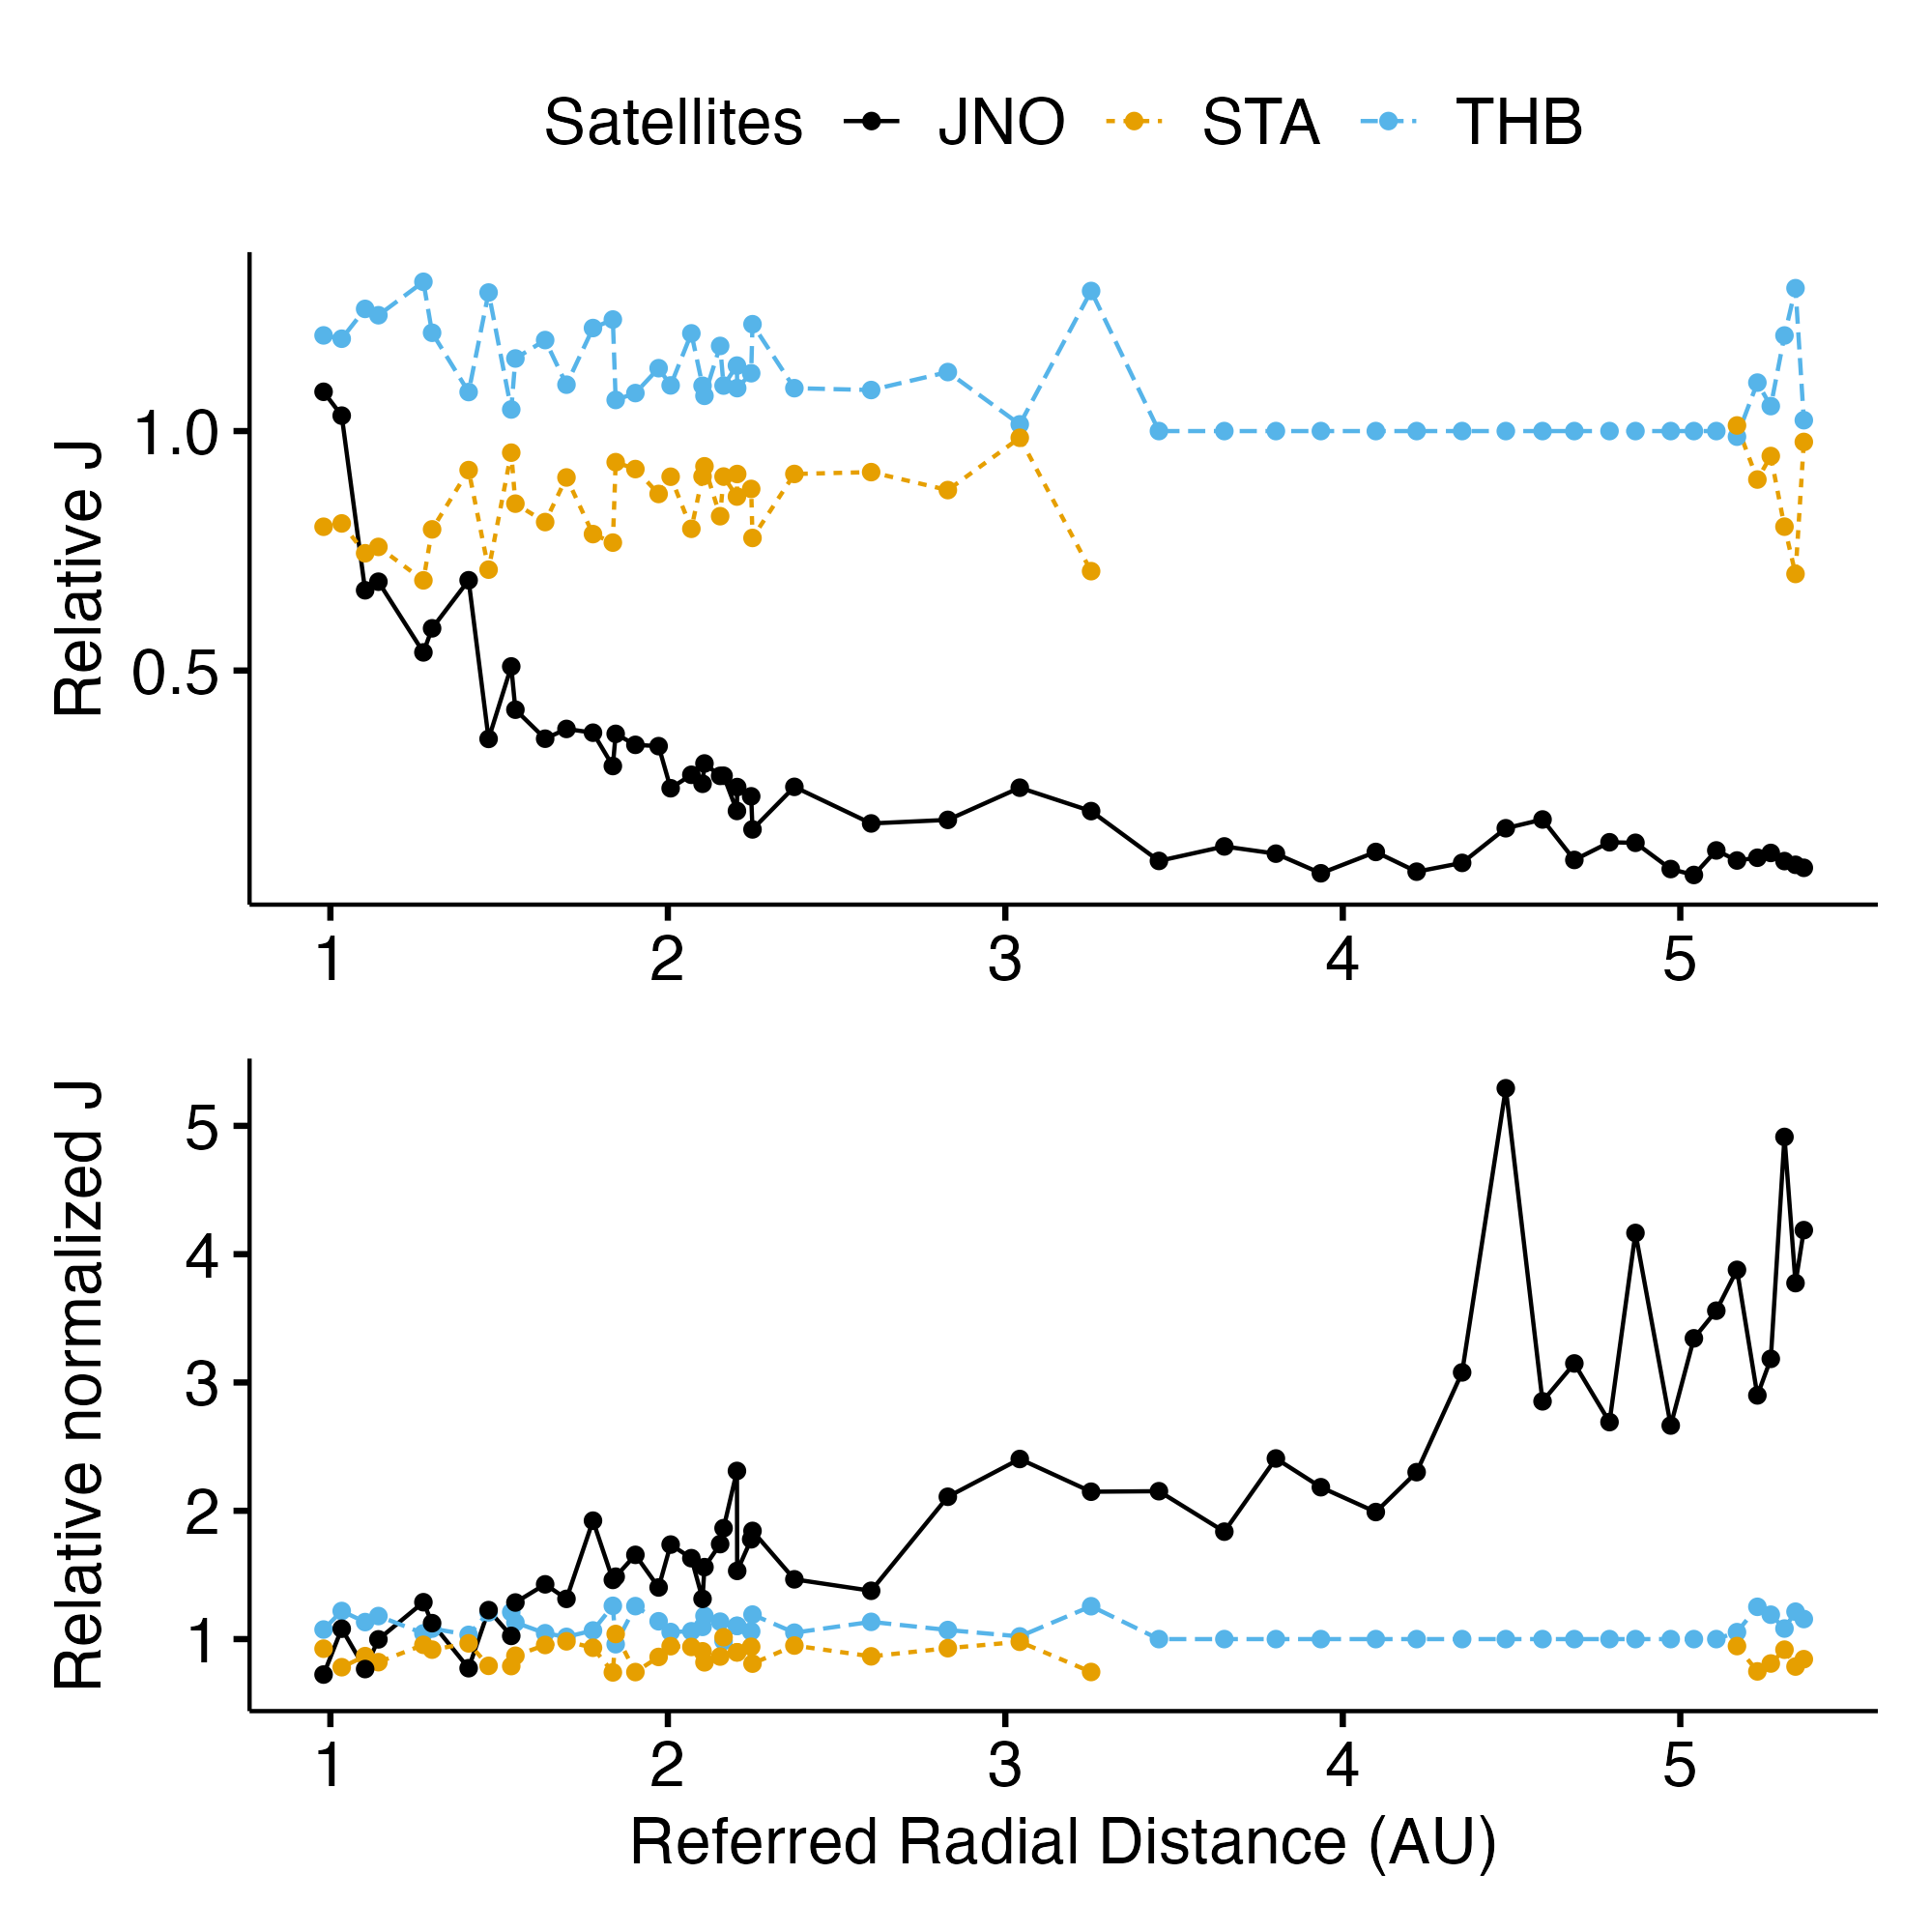 Satellites JNO STA THB
Relative J
1.0
0.5
1 2 3 4 5
Relative normalized J
5
4
3
2
1
1 2 3 4 5
Referred Radial Distance (AU)